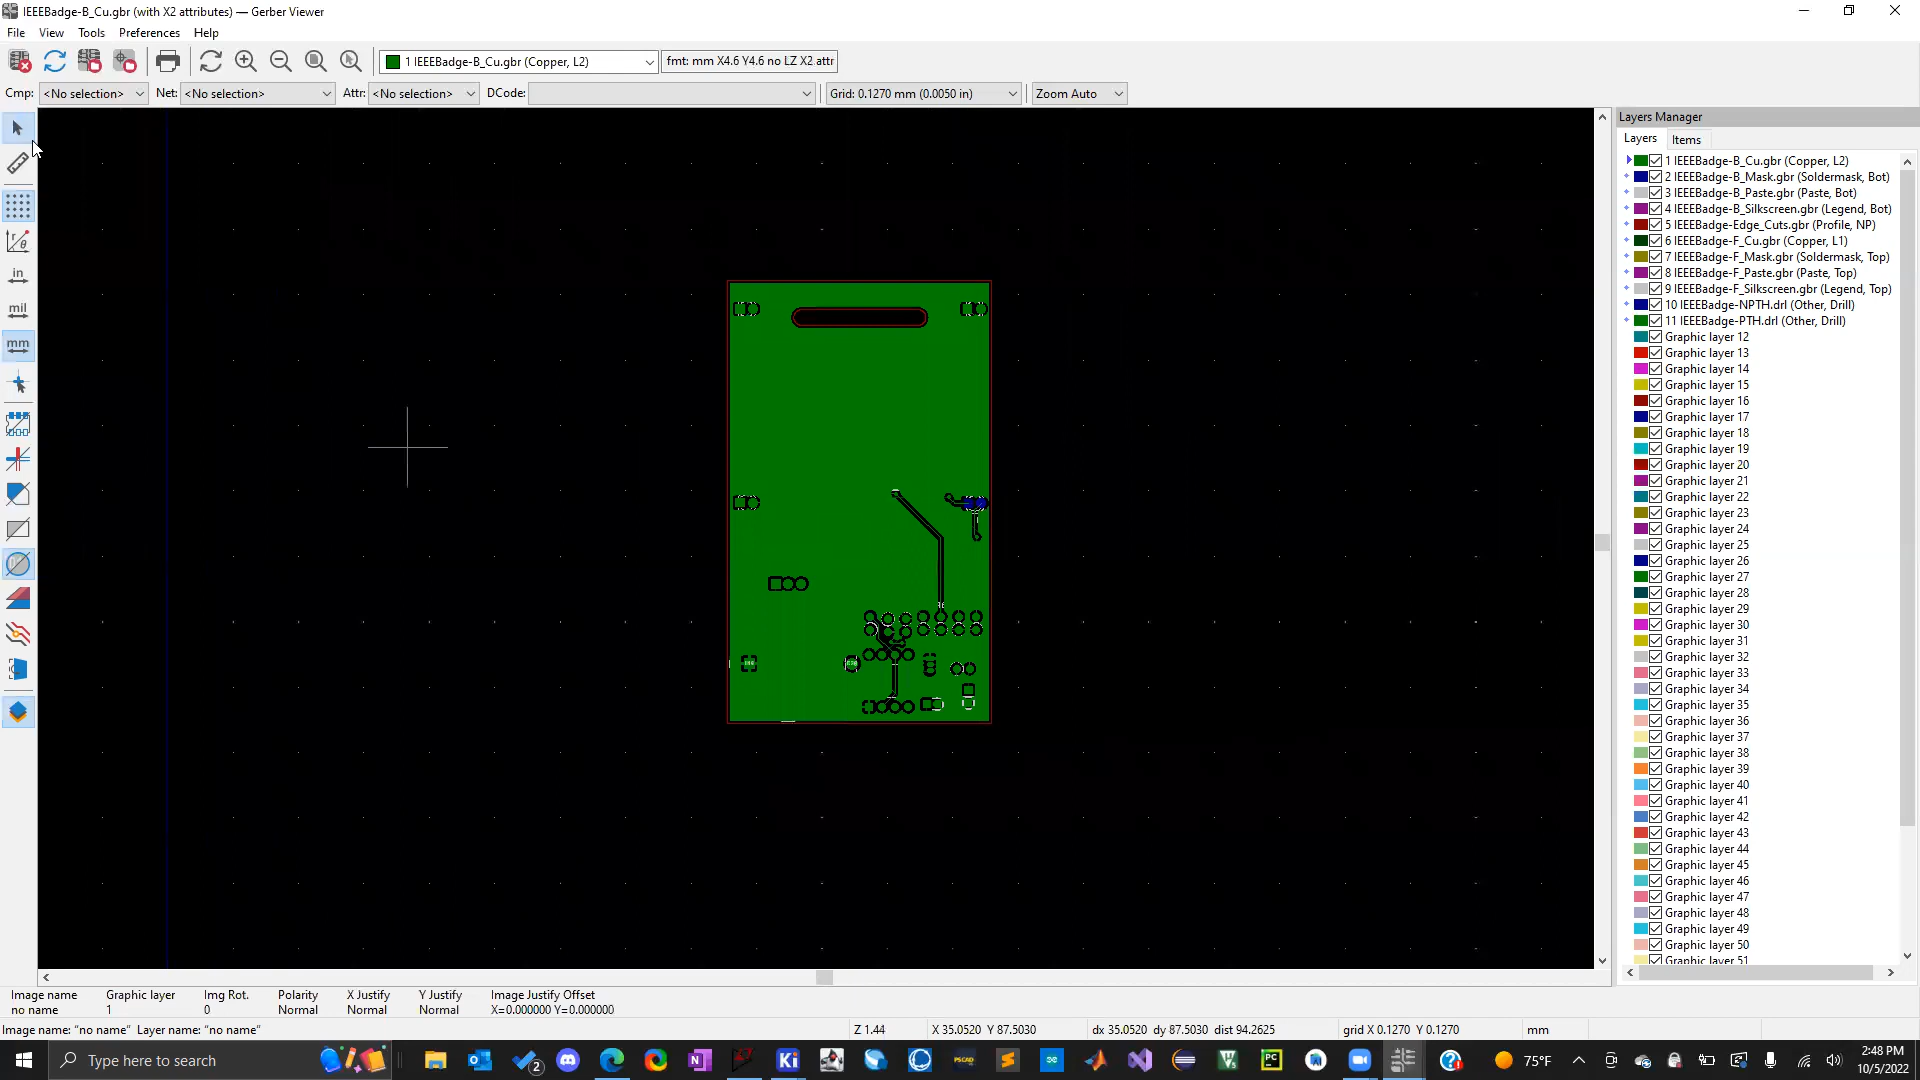 IEEEBadge-B_Cu.gbr (with X2 attributes) — Gerber Viewer
File View Tools Preferences Help
1 IEEEBadge-B_Cu.gbr (Copper, L2) fmt: mm X4.6 Y4.6 no LZ X2 attr
Cmp: <No selection> Net: <No selection> Attr: <No selection> DCode: Grid: 0.1270 mm (0.0050 in) Zoom Auto
in
mil
mm
Layers Manager
Layers Items
1 IEEEBadge-B_Cu.gbr (Copper, L2)
2 IEEEBadge-B_Mask.gbr (Soldermask, Bot)
3 IEEEBadge-B_Paste.gbr (Paste, Bot)
4 IEEEBadge-B_Silkscreen.gbr (Legend, Bot)
5 IEEEBadge-Edge_Cuts.gbr (Profile, NP)
6 IEEEBadge-F_Cu.gbr (Copper, L1)
7 IEEEBadge-F_Mask.gbr (Soldermask, Top)
8 IEEEBadge-F_Paste.gbr (Paste, Top)
9 IEEEBadge-F_Silkscreen.gbr (Legend, Top)
10 IEEEBadge-NPTH.drl (Other, Drill)
11 IEEEBadge-PTH.drl (Other, Drill)
Graphic layer 12
Graphic layer 13
Graphic layer 14
Graphic layer 15
Graphic layer 16
Graphic layer 17
Graphic layer 18
Graphic layer 19
Graphic layer 20
Graphic layer 21
Graphic layer 22
Graphic layer 23
Graphic layer 24
Graphic layer 25
Graphic layer 26
Graphic layer 27
Graphic layer 28
Graphic layer 29
Graphic layer 30
Graphic layer 31
Graphic layer 32
Graphic layer 33
Graphic layer 34
Graphic layer 35
Graphic layer 36
Graphic layer 37
Graphic layer 38
Graphic layer 39
Graphic layer 40
Graphic layer 41
Graphic layer 42
Graphic layer 43
Graphic layer 44
Graphic layer 45
Graphic layer 46
Graphic layer 47
Graphic layer 48
Graphic layer 49
Graphic layer 50
Graphic layer 51
Image name Graphic layer Img Rot. Polarity X Justify Y Justify Image Justify Offset
no name 1 0 Normal Normal Normal X=0.000000 Y=0.000000
Image name: "no name" Layer name: "no name" Z 1.44 X 35.0520 Y 87.5030 dx 35.0520 dy 87.5030 dist 94.2625 grid X 0.1270 Y 0.1270 mm
Type here to search 2 Ki PSCAD PC 75°F 2:48 PM
10/5/2022